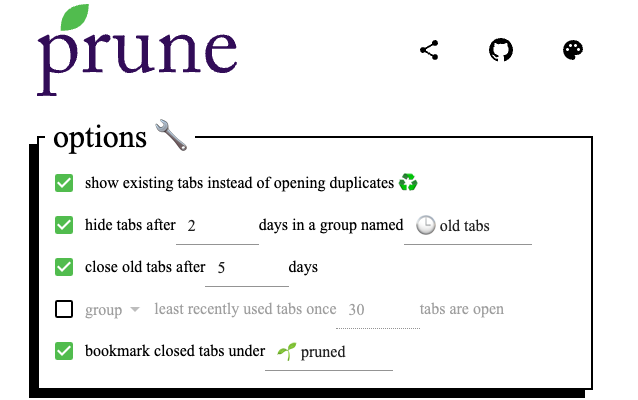 prune
options 🔧
show existing tabs instead of opening duplicates ♻️
hide tabs after 2 days in a group named 🕒 old tabs
close old tabs after 5 days
group least recently used tabs once 30 tabs are open
bookmark closed tabs under 🌱 pruned